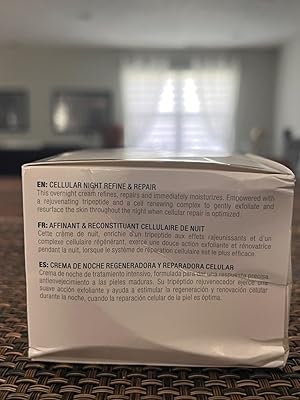 EN: CELLULAR NIGHT REFINE & REPAIR
This overnight cream refines, repairs and immediately moisturizes. Empowered with
a rejuvenating tripeptide and a cell renewing complex to gently exfoliate and
resurface the skin throughout the night when cellular repair is optimized.
FR: AFFINANT & RECONSTITUANT CELLULAIRE DE NUIT
Cette crème de nuit, enrichie d'un tripeptide aux effets rajeunissants et d'un
complexe cellulaire régénérant, exerce une douce action exfoliante et rénovatrice
pendant la nuit, lorsque le système de réparation cellulaire est le plus efficace.
ES: CREMA DE NOCHE REGENERADORA Y REPARADORA CELULAR
Crema de noche de tratamiento intensivo, formulada para dar una respuesta precisa
antienvejecimiento a las pieles maduras. Su tripéptido rejuvenecedor ejerce una
suave acción exfoliante y ayuda a estimular la regeneración y renovación celular
durante la noche, cuando la reparación celular de la piel es óptima.